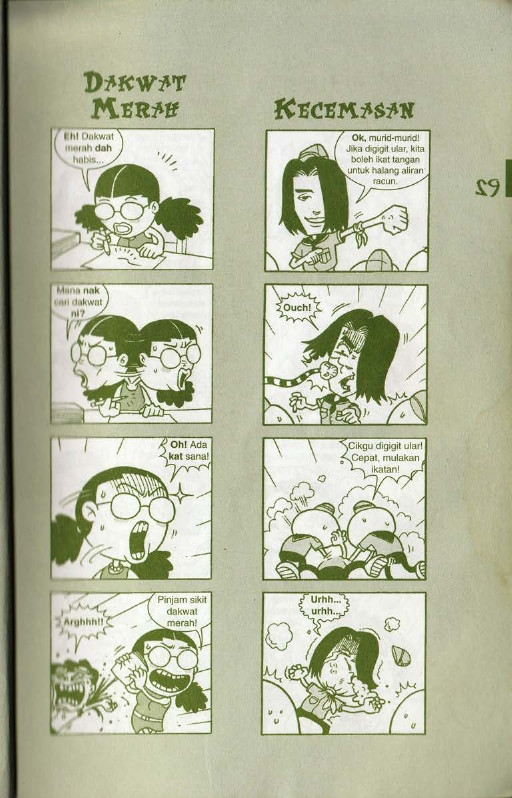 DAKWAT
MERAH
Eh! Dakwat
merah dah
habis...
Mana nak
cari dakwat
ni?
Oh! Ada
kat sana!
Arghhh!!
Pinjam sikit
dakwat
merah!
KECEMASAN
Ok, murid-murid!
Jika digigit ular, kita
boleh ikat tangan
untuk halang aliran
racun.
Ouch!
Cikgu digigit ular!
Cepat, mulakan
ikatan!
Urhh...
urhh...